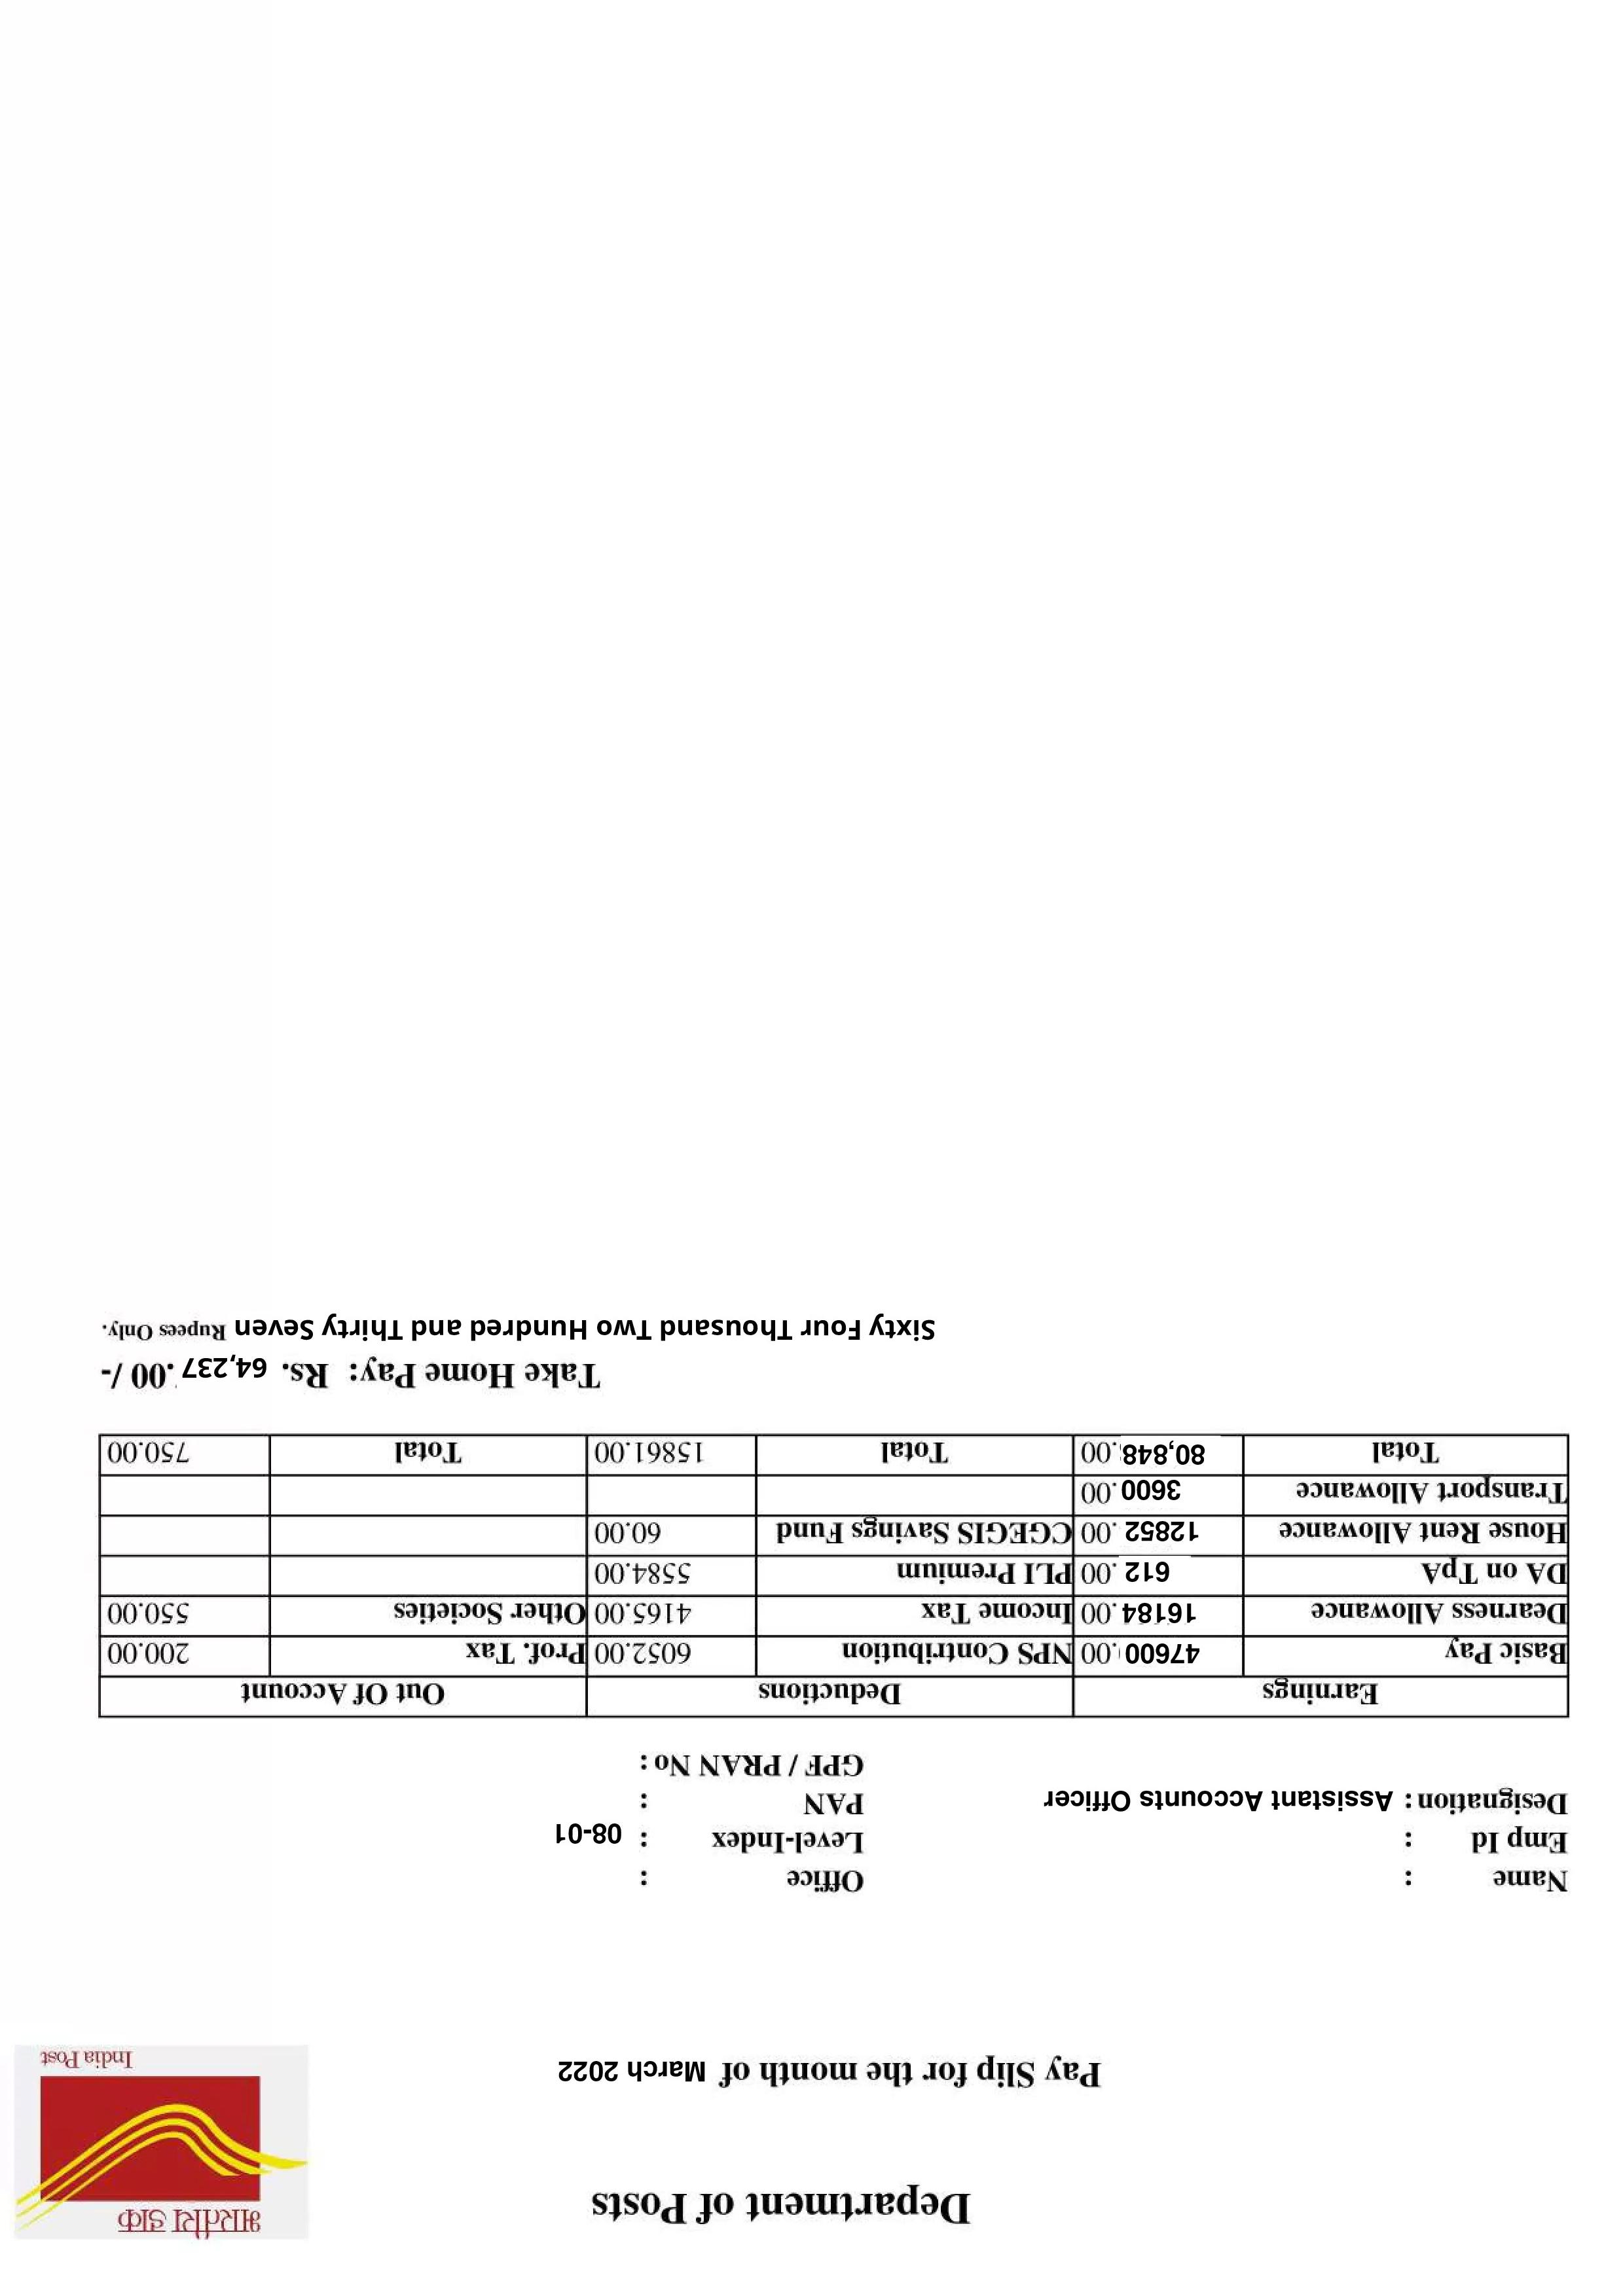 भारतीय डाक
India Post
Department of Posts
Pay Slip for the month of March 2022
Name :
Office :
Emp Id :
Level-Index : 08-01
Designation : Assistant Accounts Officer
PAN :
GPF / PRAN No :
Earnings Deductions Out Of Account
Basic Pay 47600.00 NPS Contribution 6052.00 Prof. Tax 200.00
Dearness Allowance 16184.00 Income Tax 4165.00 Other Societies 550.00
DA on TpA 612.00 PLI Premium 5584.00
House Rent Allowance 12852.00 CGEGIS Savings Fund 60.00
Transport Allowance 3600.00
Total 80,848.00 Total 15861.00 Total 750.00
Take Home Pay: Rs. 64,237.00 /-
Sixty Four Thousand Two Hundred and Thirty Seven Rupees Only.